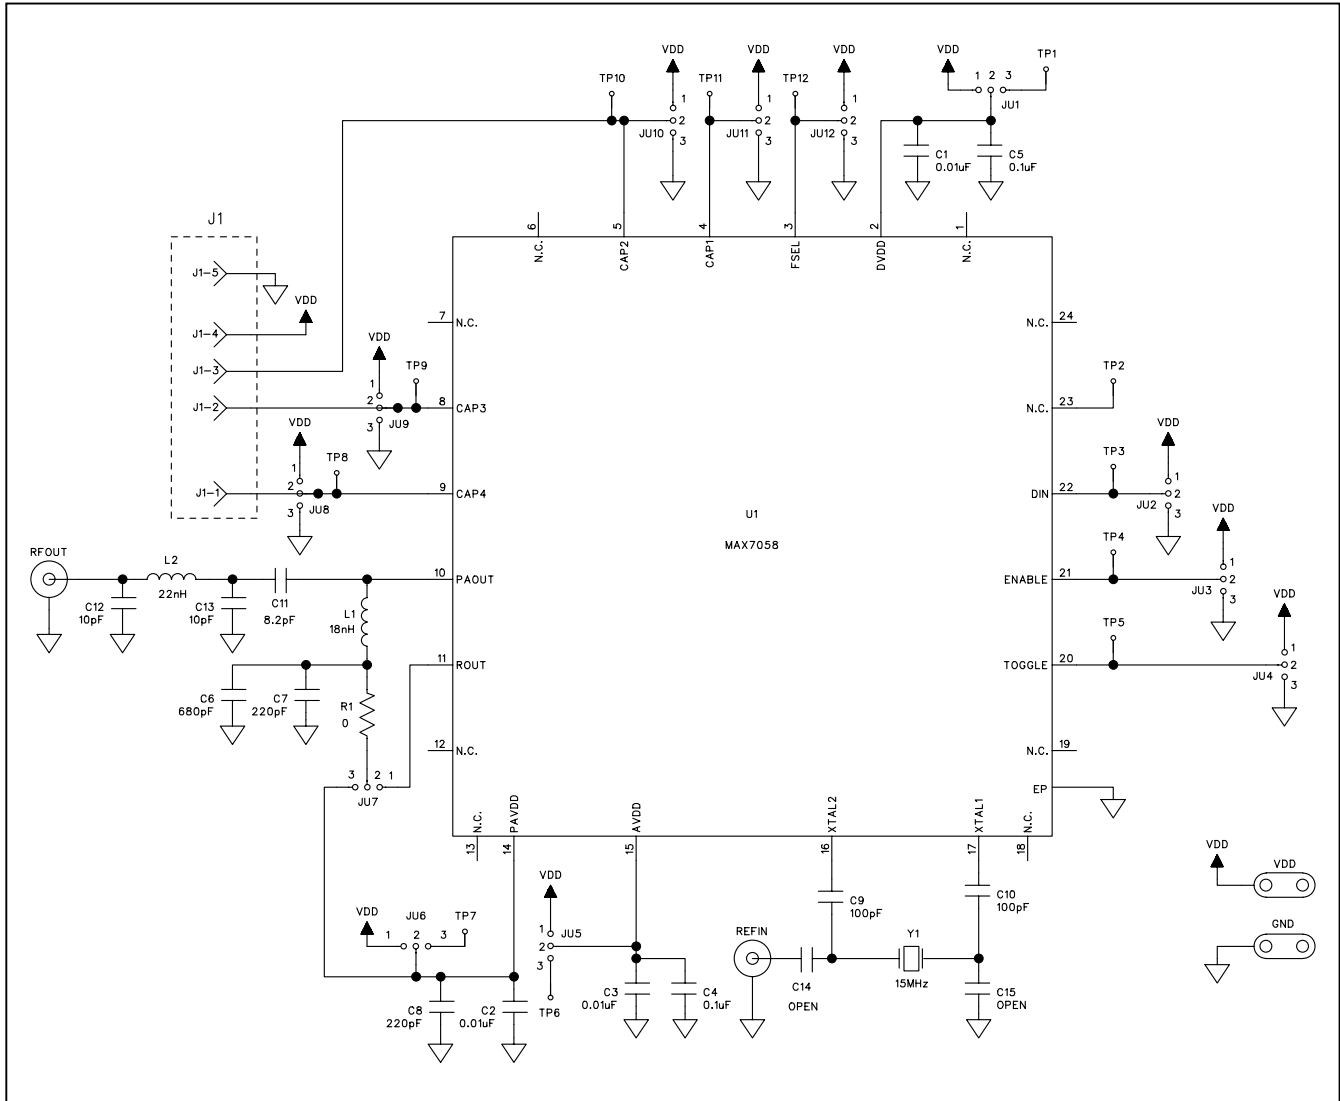 VDD VDD VDD VDD TP1
TP10 TP11 TP12 1 2 3
1 1 1 JU1
2 2 2
JU10 JU11 JU12
3 3 3
C1 C5
0.01uF 0.1uF
J1
6 5 4 3 2 1
N.C. CAP2 CAP1 FSEL DVDD N.C.
J1-5
VDD
J1-4
7 N.C. N.C. 24
VDD
J1-3
TP9 TP2
1
J1-2 2 8 CAP3 N.C. 23
3 JU9
VDD VDD
TP8 TP3
1 1
J1-1 2 9 CAP4 DIN 22 2
3 JU8 JU2 3
U1
VDD
MAX7058
TP4
RFOUT
L2
1
10 PAOUT ENABLE 21 2
22nH
JU3 3
C12 C13 C11
10pF 10pF 8.2pF
VDD
L1
18nH
TP5
1
11 ROUT TOGGLE 20 2
JU4 3
C6 C7
680pF 220pF
R1
0
12 N.C. N.C. 19
3 2 1
JU7
EP
N.C. PAVDD AVDD XTAL2 XTAL1 N.C.
13 14 15 16 17 18
VDD VDD
VDD
C9 C10
100pF 100pF
VDD JU6 TP7
1 2 3
1 JU5
2
3
REFIN Y1
GND
C14 15MHz
OPEN
C8 C2
220pF 0.01uF
TP6
C3 C4
0.01uF 0.1uF
C15
OPEN